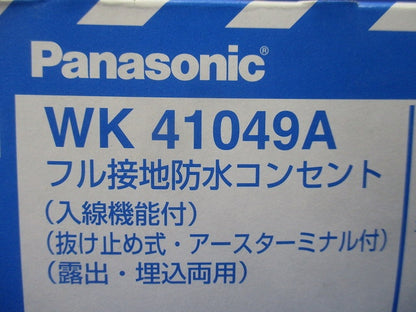 Panasonic®
WK 41049A
フル接地防水コンセント
(入線機能付)
(抜け止め式・アースターミナル付)
(露出・埋込両用)